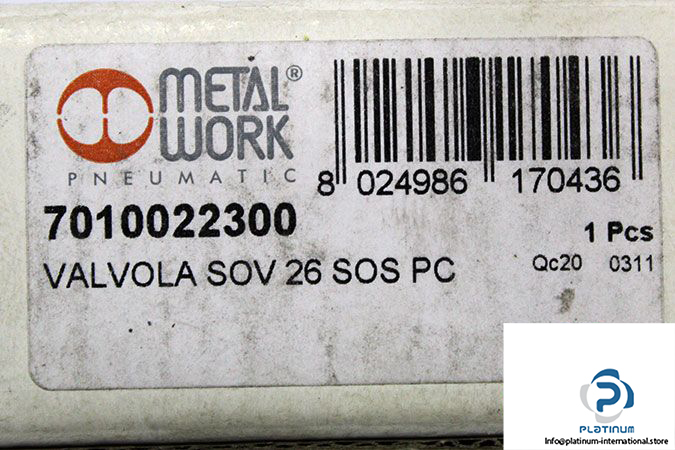 METAL®
WORK
PNEUMATIC
8 024986 170436
7010022300
1 Pcs
VALVOLA SOV 26 SOS PC
Qc20 0311
PLATINUM
Info@platinum-international.store